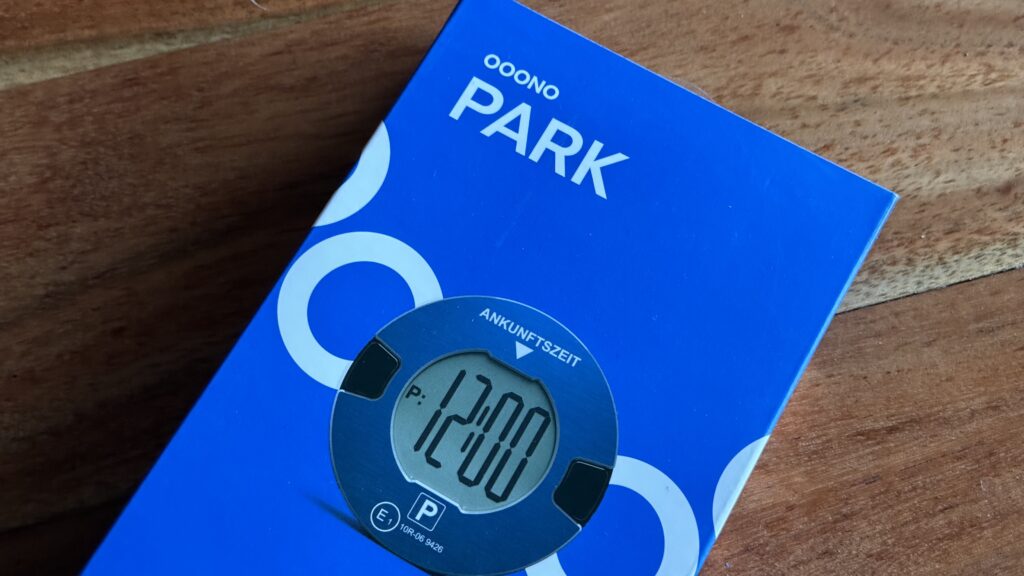 OOONO
PARK
ANKUNFTSZEIT
P: 12:00
P
E1 10R-06 9426